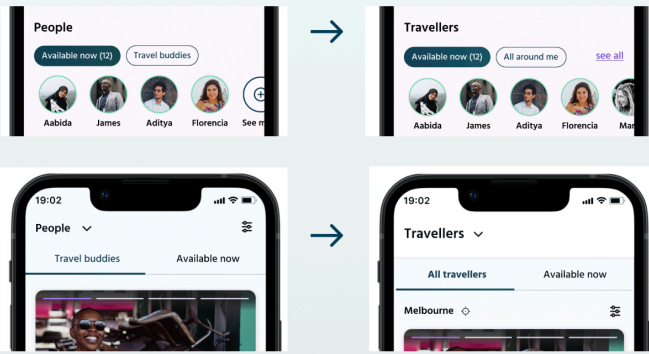 People
Available now (12) Travel buddies
Aabida James Aditya Florencia See m
Travellers
Available now (12) All around me see all
Aabida James Aditya Florencia Mar
19:02
People
Travel buddies Available now
19:02
Travellers
All travellers Available now
Melbourne